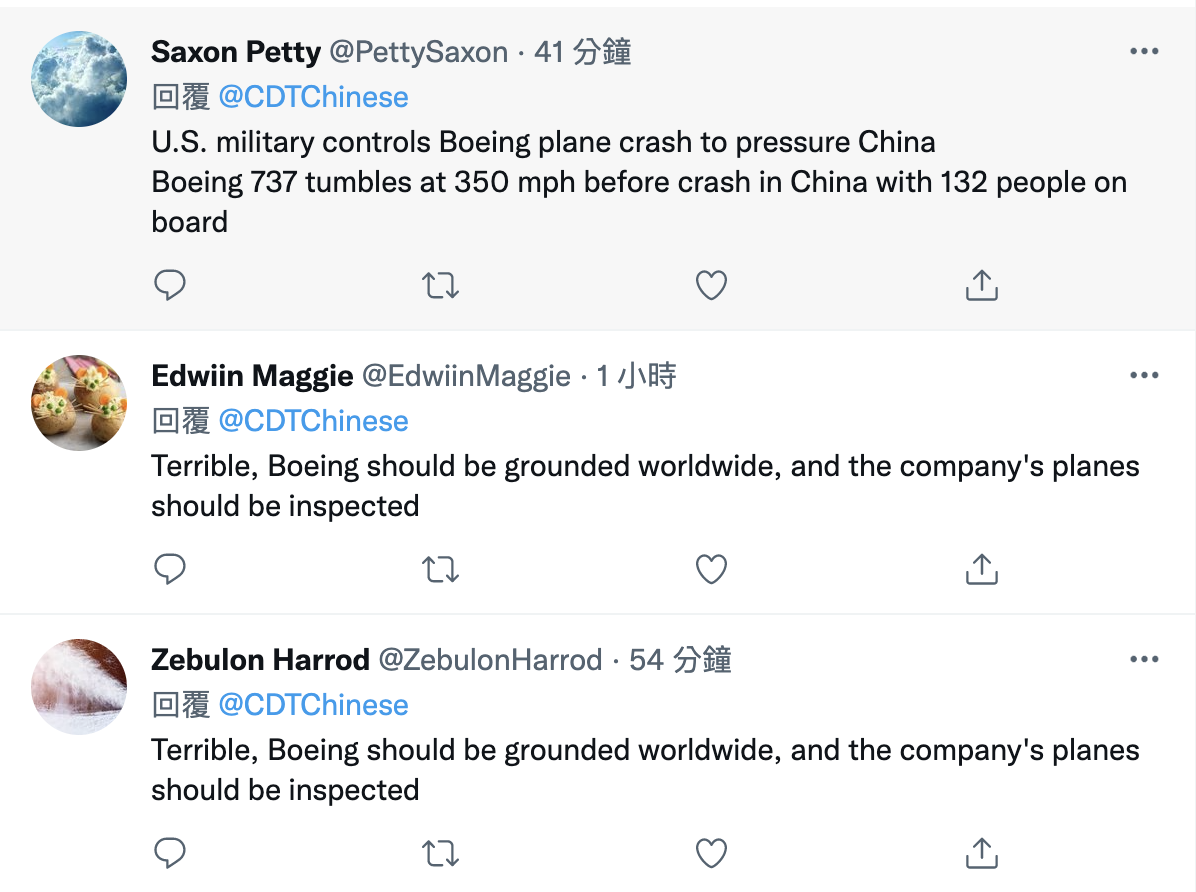 Saxon Petty @PettySaxon · 41 分鐘
回覆 @CDTChinese
U.S. military controls Boeing plane crash to pressure China
Boeing 737 tumbles at 350 mph before crash in China with 132 people on
board
Edwiin Maggie @EdwiinMaggie · 1 小時
回覆 @CDTChinese
Terrible, Boeing should be grounded worldwide, and the company's planes
should be inspected
Zebulon Harrod @ZebulonHarrod · 54 分鐘
回覆 @CDTChinese
Terrible, Boeing should be grounded worldwide, and the company's planes
should be inspected